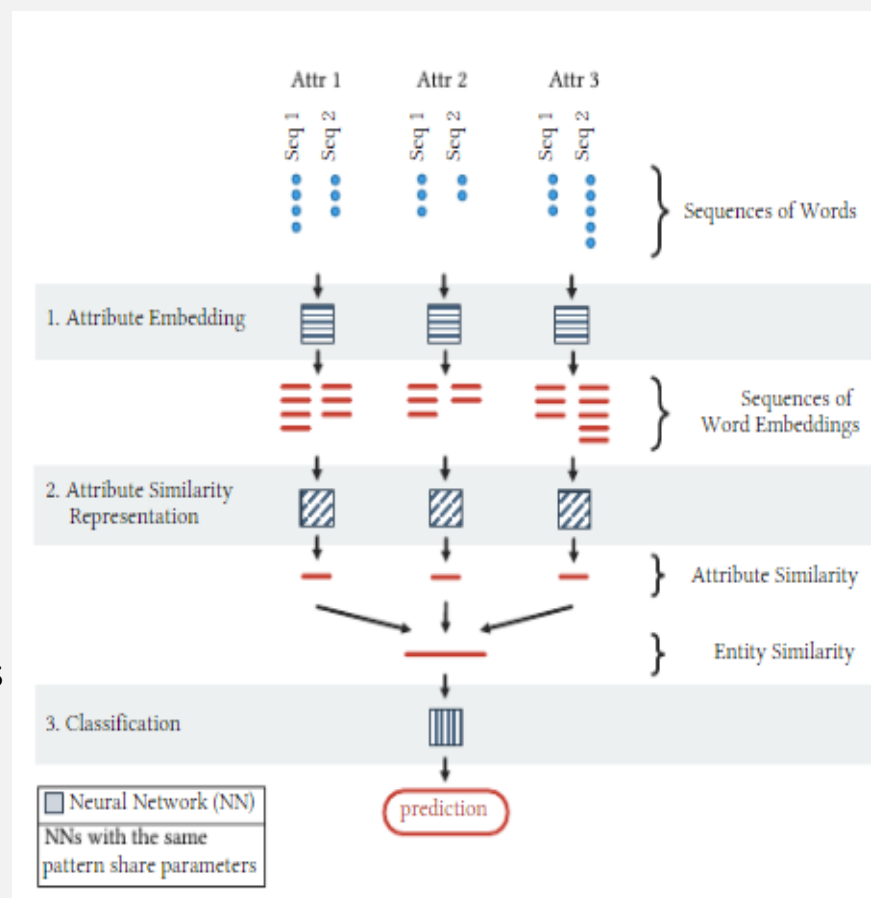 Attr 1 Attr 2 Attr 3
Seq 1 Seq 2 Seq 1 Seq 2 Seq 1 Seq 2
Sequences of Words
1. Attribute Embedding
Sequences of
Word Embeddings
2. Attribute Similarity
Representation
Attribute Similarity
Entity Similarity
s
3. Classification
Neural Network (NN)
prediction
NNs with the same
pattern share parameters